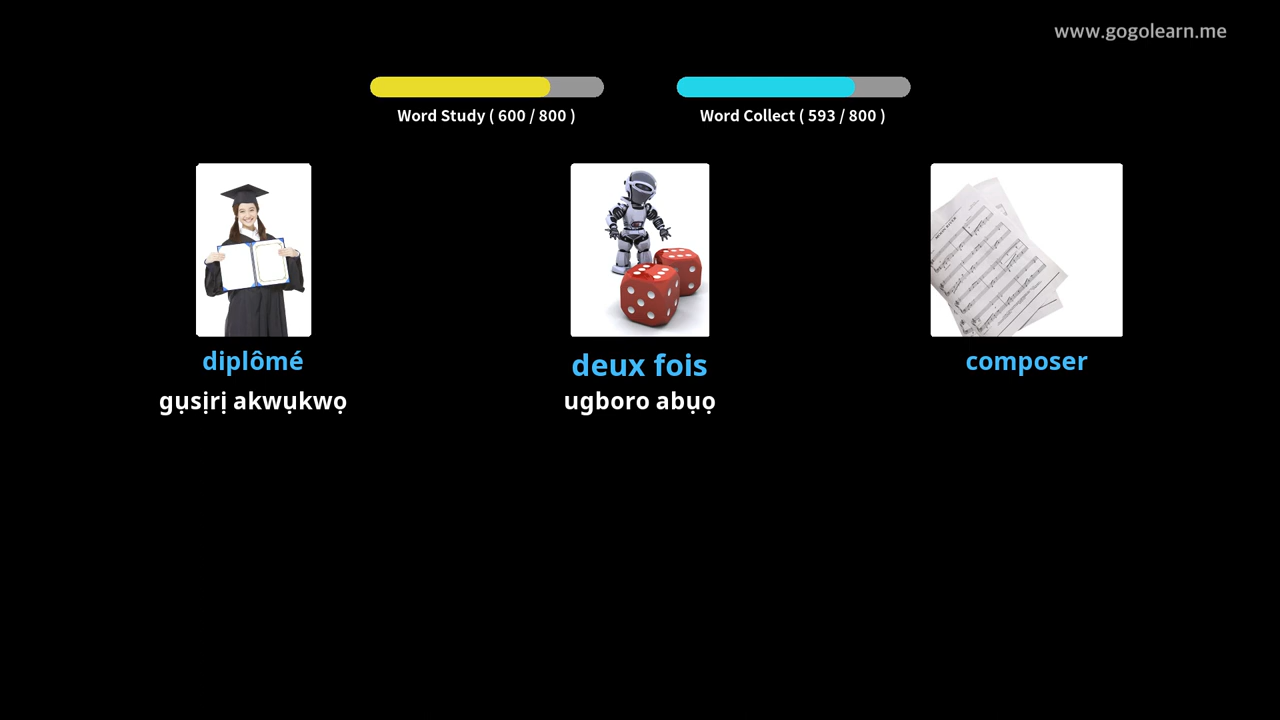 www.gogolearn.me
Word Study ( 600 / 800 )
Word Collect ( 593 / 800 )
diplômé
deux fois
composer
gụsịrị akwụkwọ
ugboro abụọ